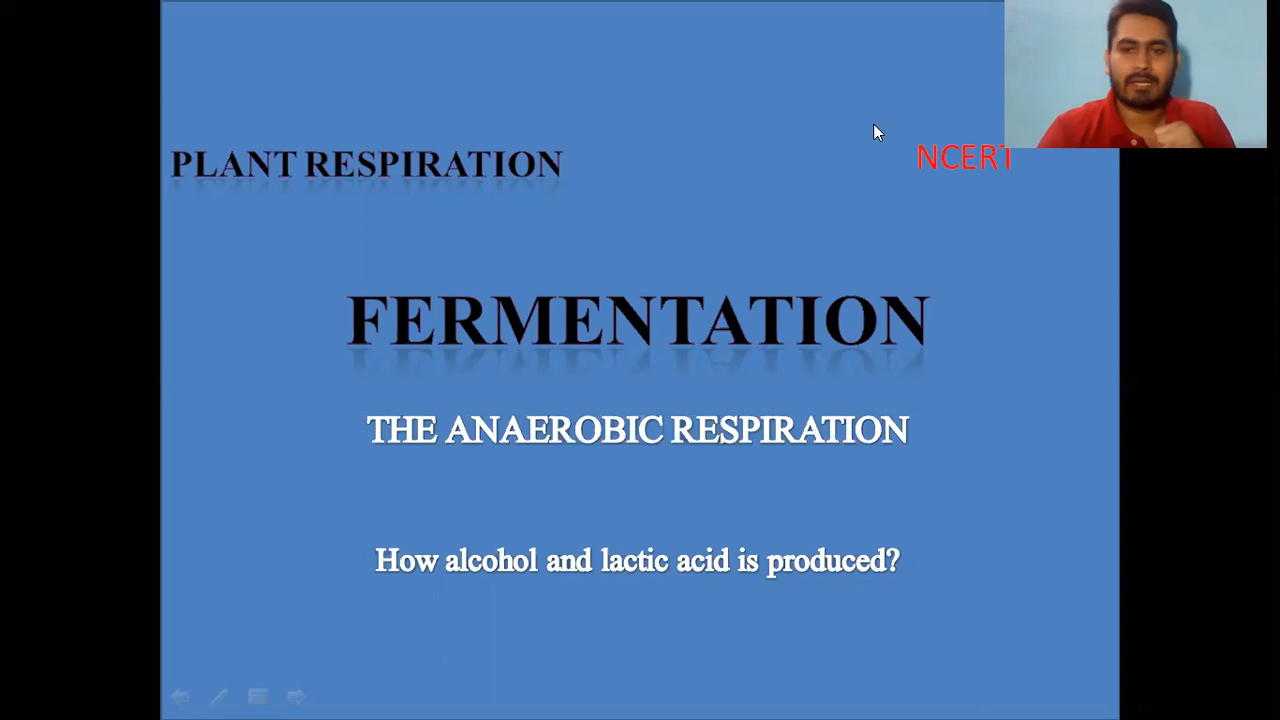 PLANT RESPIRATION
NCERT
FERMENTATION
THE ANAEROBIC RESPIRATION
How alcohol and lactic acid is produced?